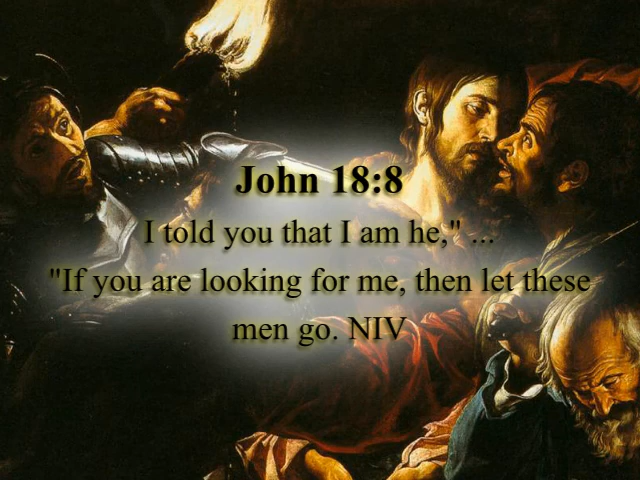 John 18:8
I told you that I am he," ...
"If you are looking for me, then let these
men go. NIV